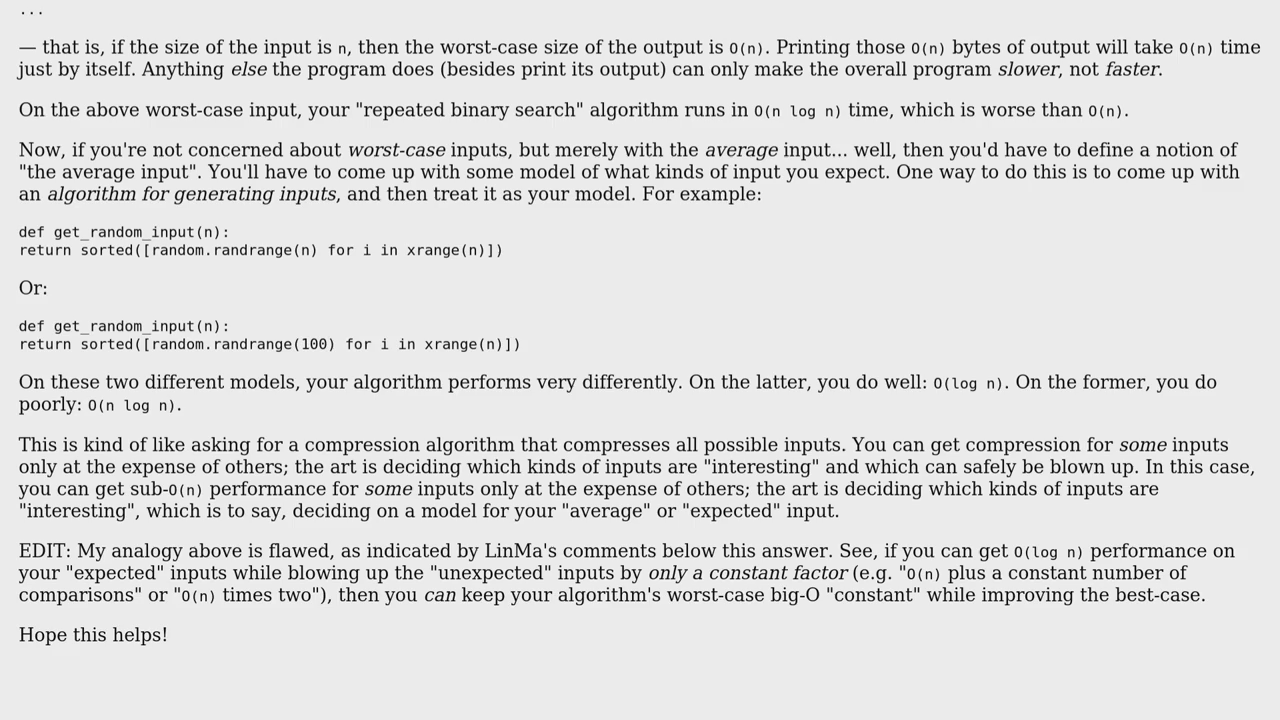 ...
— that is, if the size of the input is n, then the worst-case size of the output is O(n). Printing those O(n) bytes of output will take O(n) time
just by itself. Anything else the program does (besides print its output) can only make the overall program slower, not faster.
On the above worst-case input, your "repeated binary search" algorithm runs in O(n log n) time, which is worse than O(n).
Now, if you're not concerned about worst-case inputs, but merely with the average input... well, then you'd have to define a notion of
"the average input". You'll have to come up with some model of what kinds of input you expect. One way to do this is to come up with
an algorithm for generating inputs, and then treat it as your model. For example:
def get_random_input(n):
return sorted([random.randrange(n) for i in xrange(n)])
Or:
def get_random_input(n):
return sorted([random.randrange(100) for i in xrange(n)])
On these two different models, your algorithm performs very differently. On the latter, you do well: O(log n). On the former, you do
poorly: O(n log n).
This is kind of like asking for a compression algorithm that compresses all possible inputs. You can get compression for some inputs
only at the expense of others; the art is deciding which kinds of inputs are "interesting" and which can safely be blown up. In this case,
you can get sub-O(n) performance for some inputs only at the expense of others; the art is deciding which kinds of inputs are
"interesting", which is to say, deciding on a model for your "average" or "expected" input.
EDIT: My analogy above is flawed, as indicated by LinMa's comments below this answer. See, if you can get O(log n) performance on
your "expected" inputs while blowing up the "unexpected" inputs by only a constant factor (e.g. "O(n) plus a constant number of
comparisons" or "O(n) times two"), then you can keep your algorithm's worst-case big-O "constant" while improving the best-case.
Hope this helps!